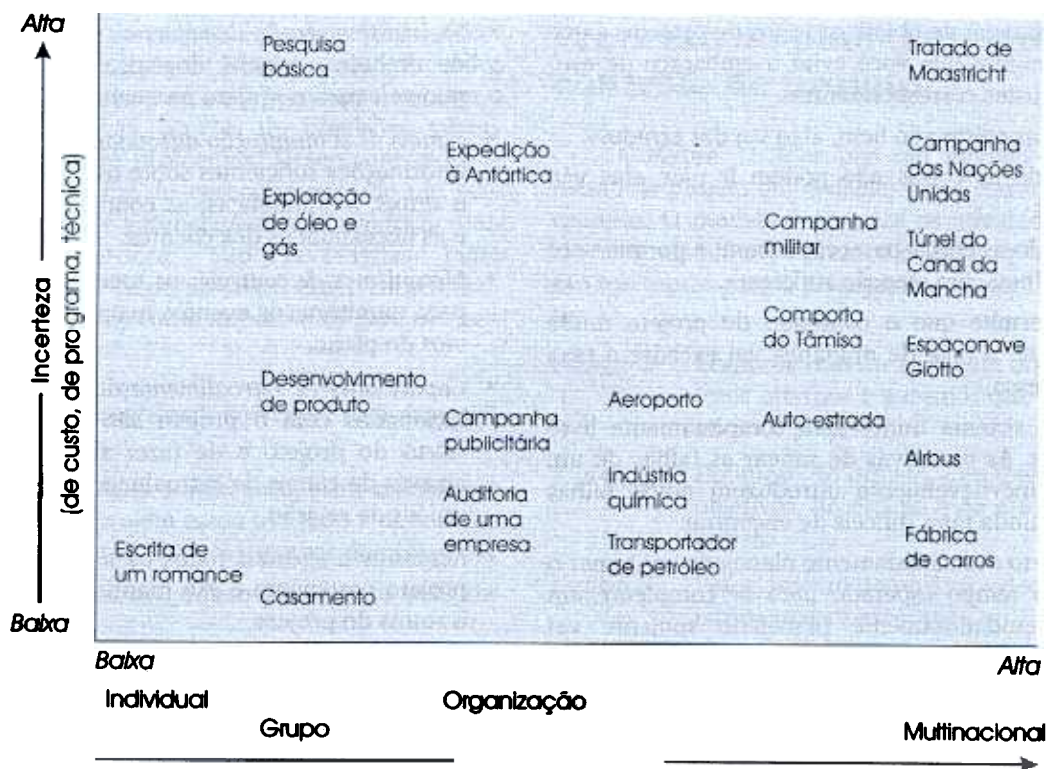 Alta
Pesquisa
básica
Tratado de
Moastricht
Expedição
à Antártica
Campanha
das Nações
Unidas
Exploração
de óleo e
gás
Campanha
militar
Túnel do
Canal da
Mancha
Incerteza
(de custo, de programa, técnica)
Comporta
do Tâmisa
Espaçonave
Giotto
Desenvolvimento
de produto
Campanha
publicitária
Aeroporto
Auto-estrada
Airbus
Indústria
química
Auditoria
de uma
empresa
Transportador
de petróleo
Fábrica
de carros
Escrita de
um romance
Casamento
Baixa
Baixa
Alta
Individual
Organização
Grupo
Multinacional